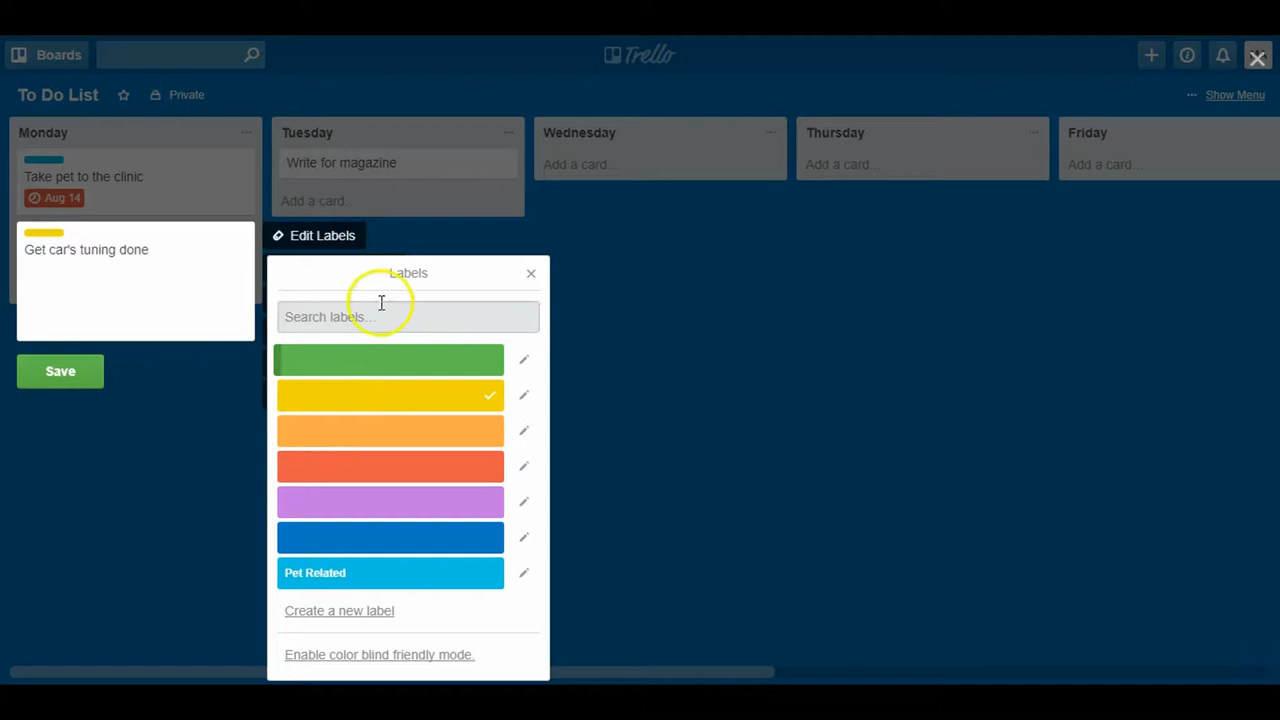 Boards
Trello
To Do List
Private
... Show Menu
Monday ...
Tuesday ...
Wednesday ...
Thursday ...
Friday
Take pet to the clinic
Aug 14
Write for magazine
Add a card...
Add a card...
Add a card...
Add a card...
Get car's tuning done
Save
Edit Labels
Labels
Search labels...
Pet Related
Create a new label
Enable color blind friendly mode.